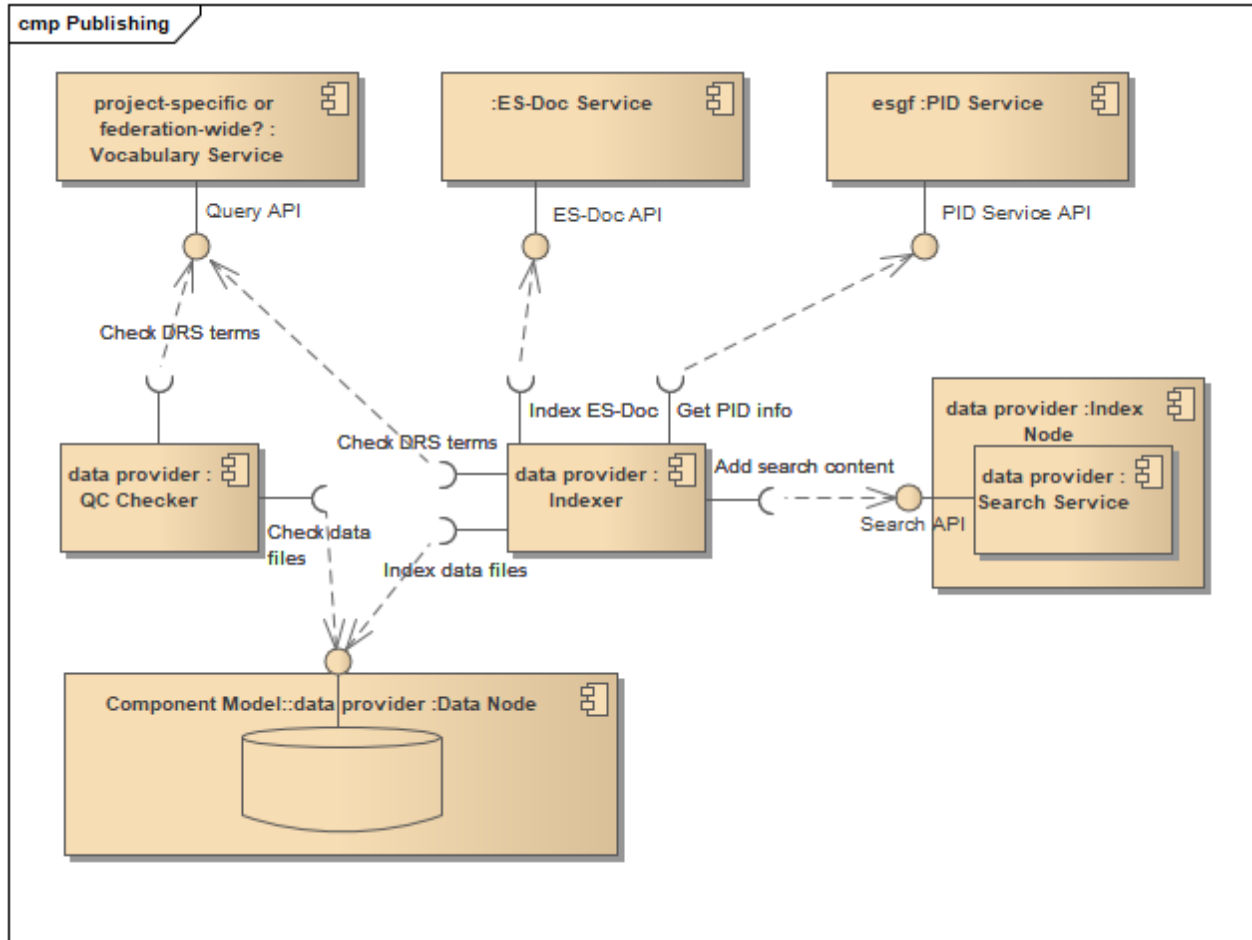 cmp Publishing
project-specific or
federation-wide? :
Vocabulary Service
:ES-Doc Service
esgf :PID Service
Query API
ES-Doc API
PID Service API
Check DRS terms
Index ES-Doc
Get PID info
data provider :Index
Node
Check DRS terms
data provider :
QC Checker
data provider :
Indexer
Add search content
data provider :
Search Service
Search API
Check data
files
Index data files
Component Model::data provider :Data Node